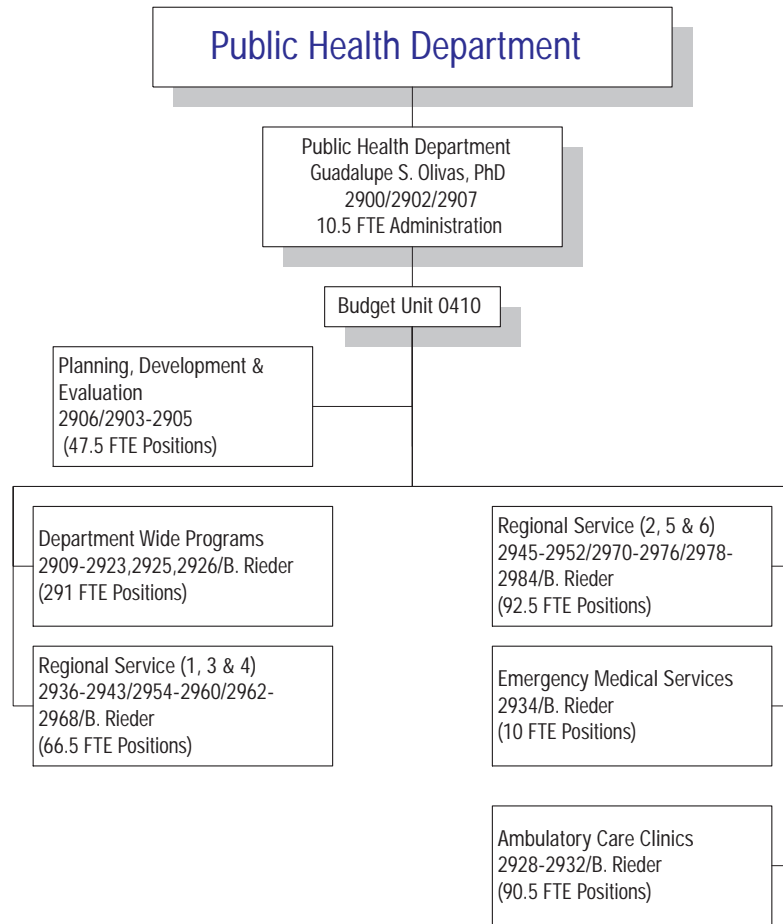 Public Health Department
Public Health Department
Guadalupe S. Olivas, PhD
2900/2902/2907
10.5 FTE Administration
Budget Unit 0410
Planning, Development &
Evaluation
2906/2903-2905
(47.5 FTE Positions)
Department Wide Programs
2909-2923,2925,2926/B. Rieder
(291 FTE Positions)
Regional Service (1, 3 & 4)
2936-2943/2954-2960/2962-
2968/B. Rieder
(66.5 FTE Positions)
Regional Service (2, 5 & 6)
2945-2952/2970-2976/2978-
2984/B. Rieder
(92.5 FTE Positions)
Emergency Medical Services
2934/B. Rieder
(10 FTE Positions)
Ambulatory Care Clinics
2928-2932/B. Rieder
(90.5 FTE Positions)